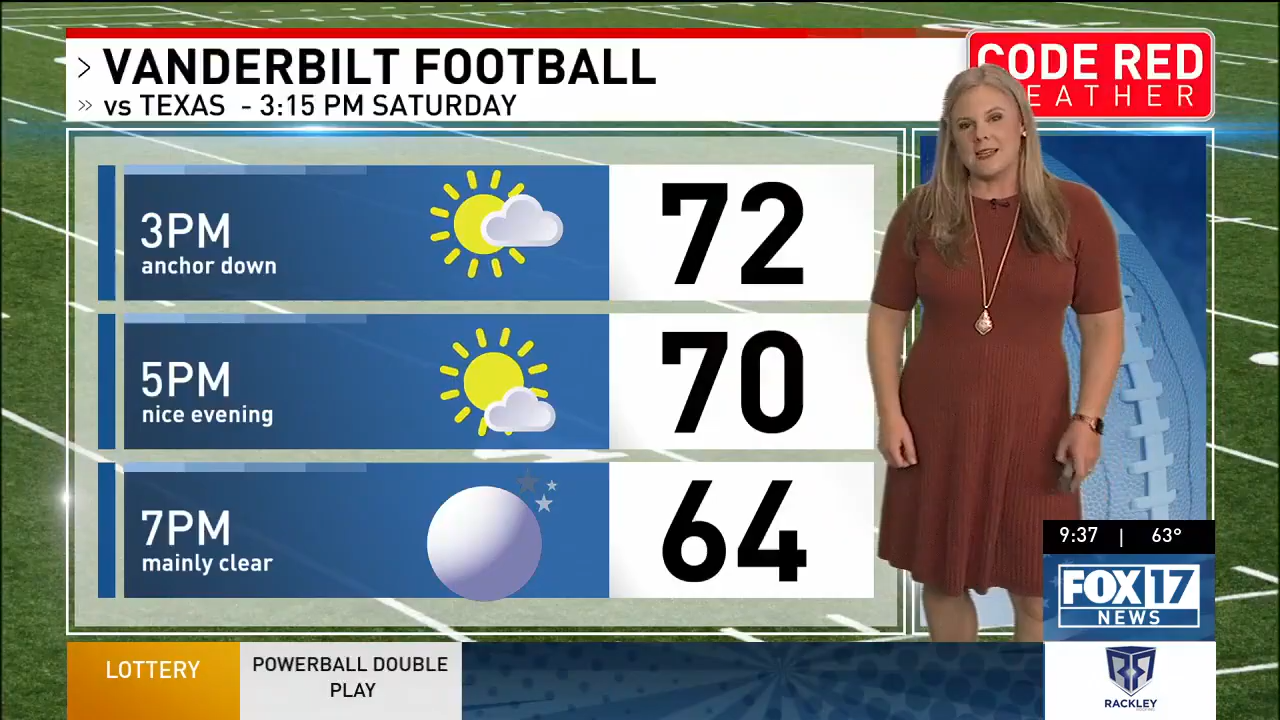 VANDERBILT FOOTBALL
vs TEXAS - 3:15 PM SATURDAY
CODE RED
EATHER
3PM
anchor down
72
5PM
nice evening
70
7PM
mainly clear
64
9:37 | 63°
FOX 17
NEWS
LOTTERY
POWERBALL DOUBLE
PLAY
RACKLEY